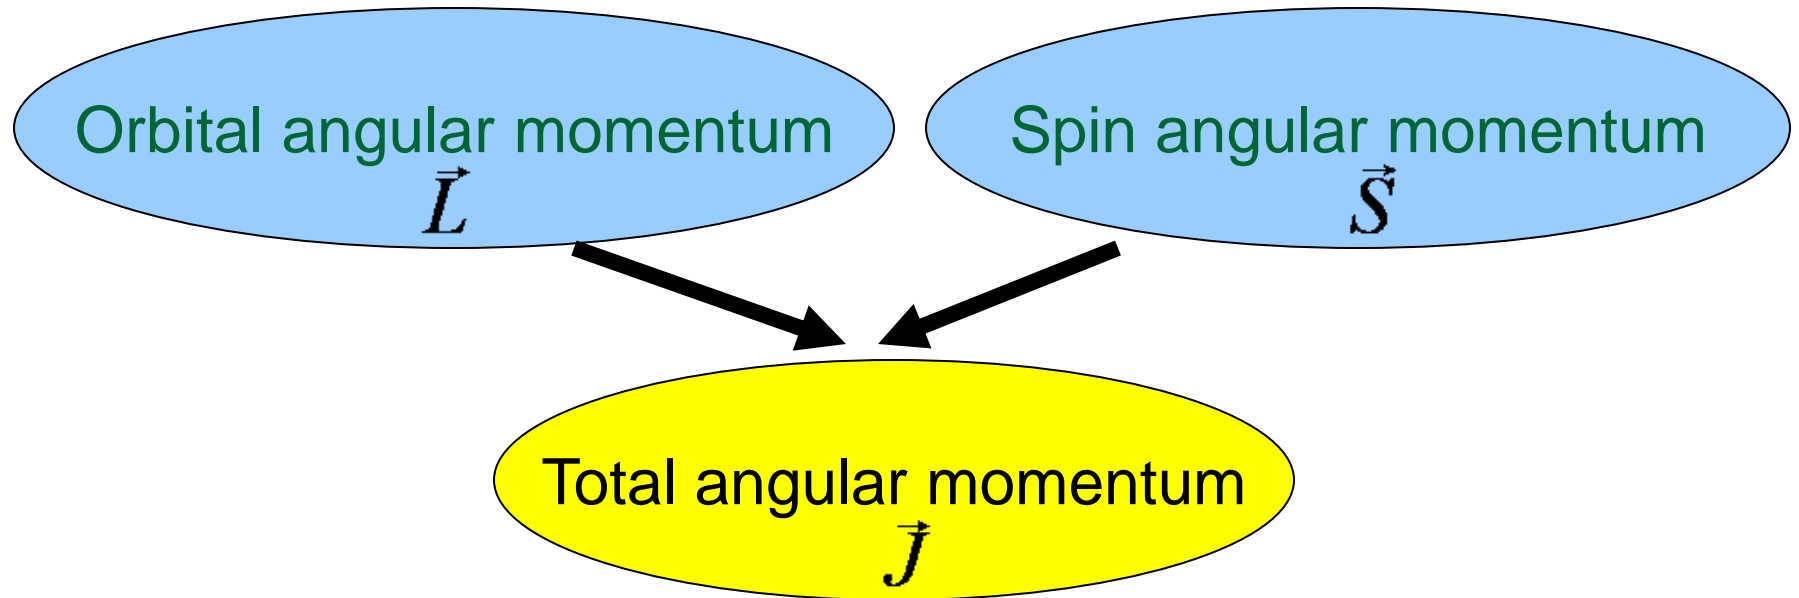 Orbital angular momentum
L⃗
Spin angular momentum
S⃗
Total angular momentum
J⃗